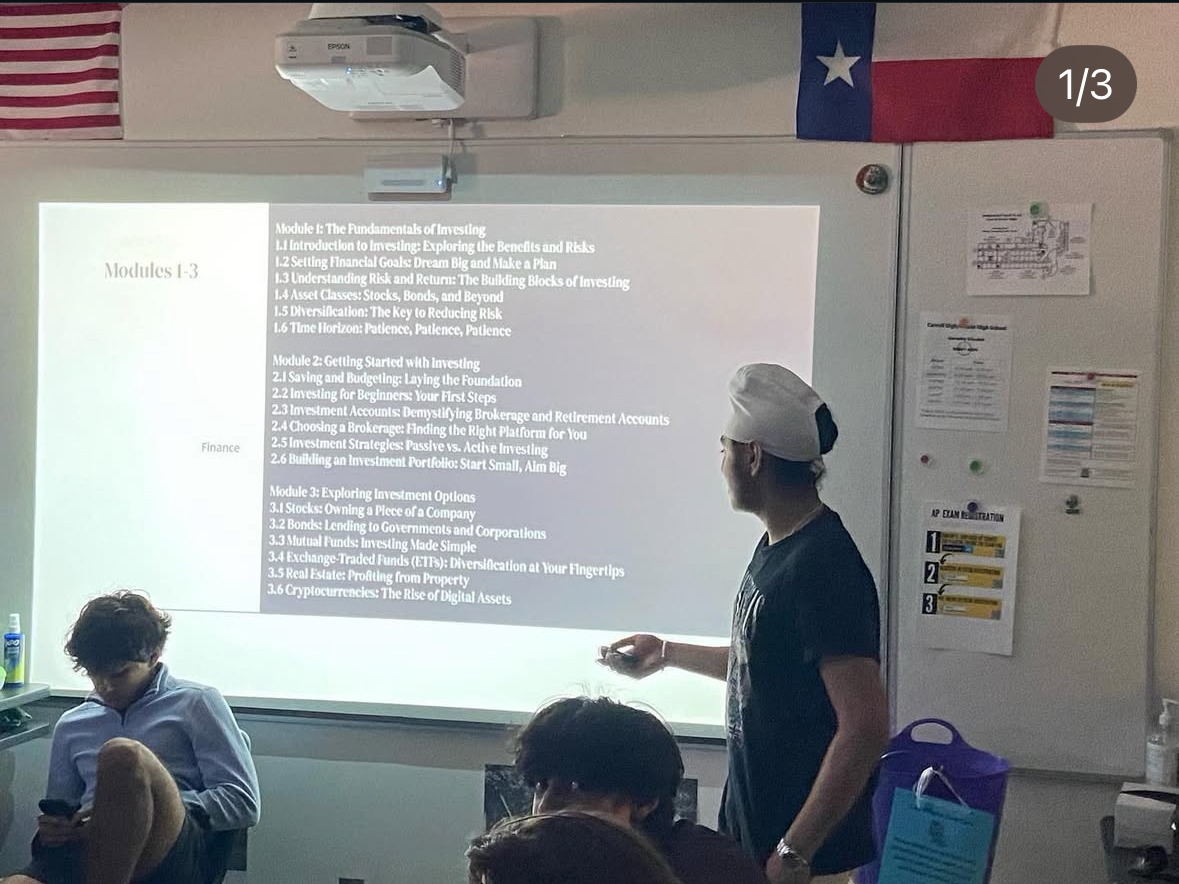 EPSON
1/3
Modules 1-3
Finance
Module 1: The Fundamentals of Investing
1.1 Introduction to Investing: Exploring the Benefits and Risks
1.2 Setting Financial Goals: Dream Big and Make a Plan
1.3 Understanding Risk and Return: The Building Blocks of Investing
1.4 Asset Classes: Stocks, Bonds, and Beyond
1.5 Diversification: The Key to Reducing Risk
1.6 Time Horizon: Patience, Patience, Patience
Module 2: Getting Started with Investing
2.1 Saving and Budgeting: Laying the Foundation
2.2 Investing for Beginners: Your First Steps
2.3 Investment Accounts: Demystifying Brokerage and Retirement Accounts
2.4 Choosing a Brokerage: Finding the Right Platform for You
2.5 Investment Strategies: Passive vs. Active Investing
2.6 Building an Investment Portfolio: Start Small, Aim Big
Module 3: Exploring Investment Options
3.1 Stocks: Owning a Piece of a Company
3.2 Bonds: Lending to Governments and Corporations
3.3 Mutual Funds: Investing Made Simple
3.4 Exchange-Traded Funds (ETFs): Diversification at Your Fingertips
3.5 Real Estate: Profiting from Property
3.6 Cryptocurrencies: The Rise of Digital Assets
High School
AP EXAM REGISTRATION
1
2
3